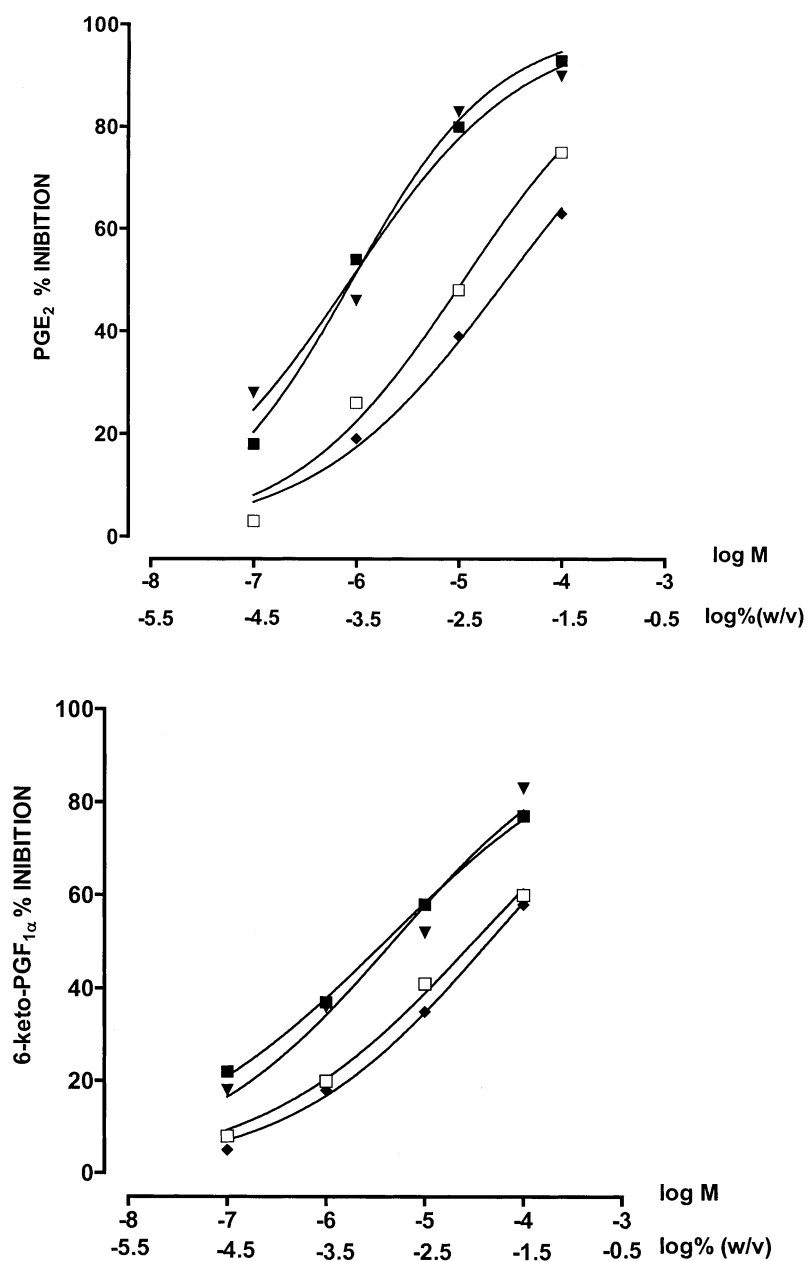 100
80
60
40
20
0
PGE2 % INIBITION
-8 -7 -6 -5 -4 -3 log M
-5.5 -4.5 -3.5 -2.5 -1.5 -0.5 log%(w/v)
100
80
60
40
20
0
6-keto-PGF1α % INIBITION
-8 -7 -6 -5 -4 -3 log M
-5.5 -4.5 -3.5 -2.5 -1.5 -0.5 log% (w/v)